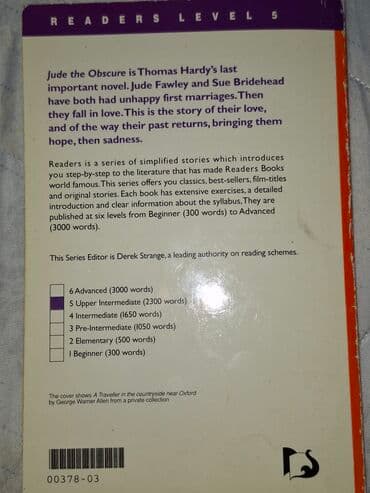 READERS LEVEL 5
Jude the Obscure is Thomas Hardy's last
important novel. Jude Fawley and Sue Bridehead
have both had unhappy first marriages. Then
they fall in love. This is the story of their love,
and of the way their past returns, bringing them
hope, then sadness.
Readers is a series of simplified stories which introduces
you step-by-step to the literature that has made Readers Books
world famous. This series offers you classics, best-sellers, film-titles
and original stories. Each book has extensive exercises, a detailed
introduction and clear information about the syllabus. They are
published at six levels from Beginner (300 words) to Advanced
(3000 words).
This Series Editor is Derek Strange, a leading authority on reading schemes.
6 Advanced (3000 words)
5 Upper Intermediate (2300 words)
4 Intermediate (1650 words)
3 Pre-Intermediate (1050 words)
2 Elementary (500 words)
1 Beginner (300 words)
The cover shows A Traveller in the countryside near Oxford
by George Warner Allen from a private collection
00378-03